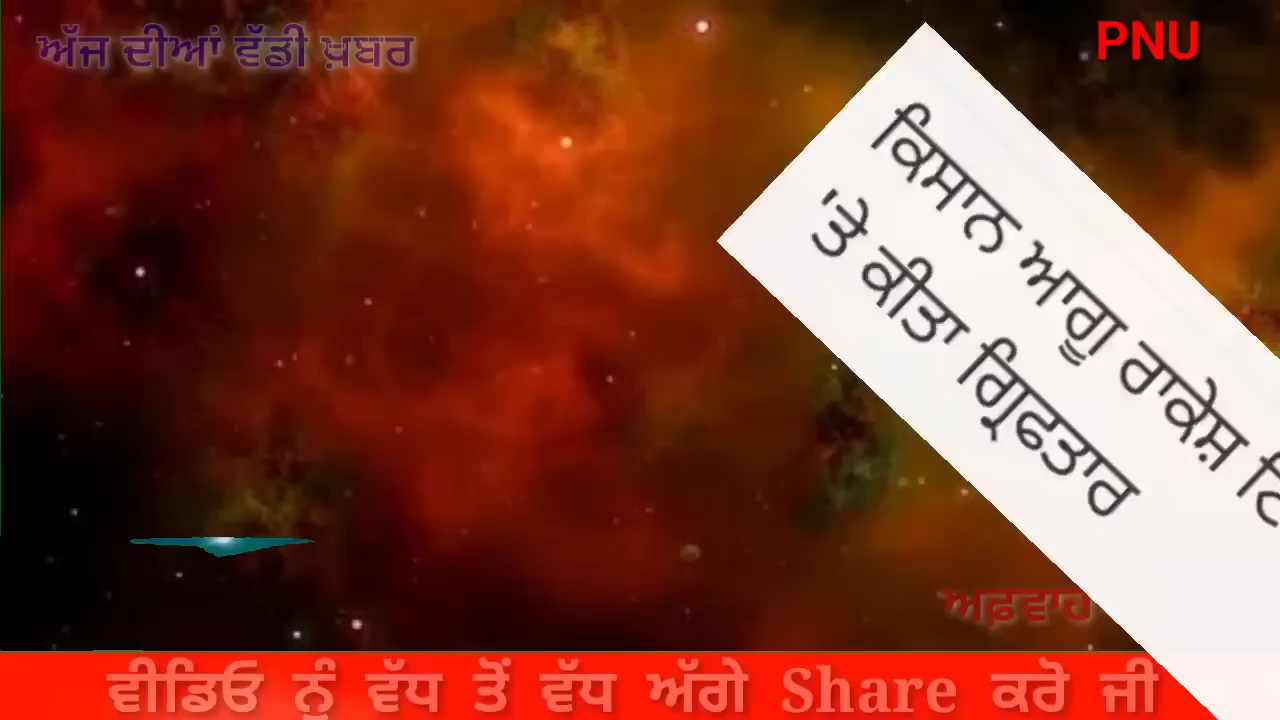 ਅੱਜ ਦੀਆਂ ਵੱਡੀ ਖ਼ਬਰ
PNU
ਕਿਸਾਨ ਆਗੂ ਰਾਕੇਸ਼
'ਤੇ ਕੀਤਾ ਗ੍ਰਿਫਤਾਰ
ਅਫ਼ਵਾਹ
ਵੀਡਿਓ ਨੂੰ ਵੱਧ ਤੋਂ ਵੱਧ ਅੱਗੇ Share ਕਰੋ ਜੀ